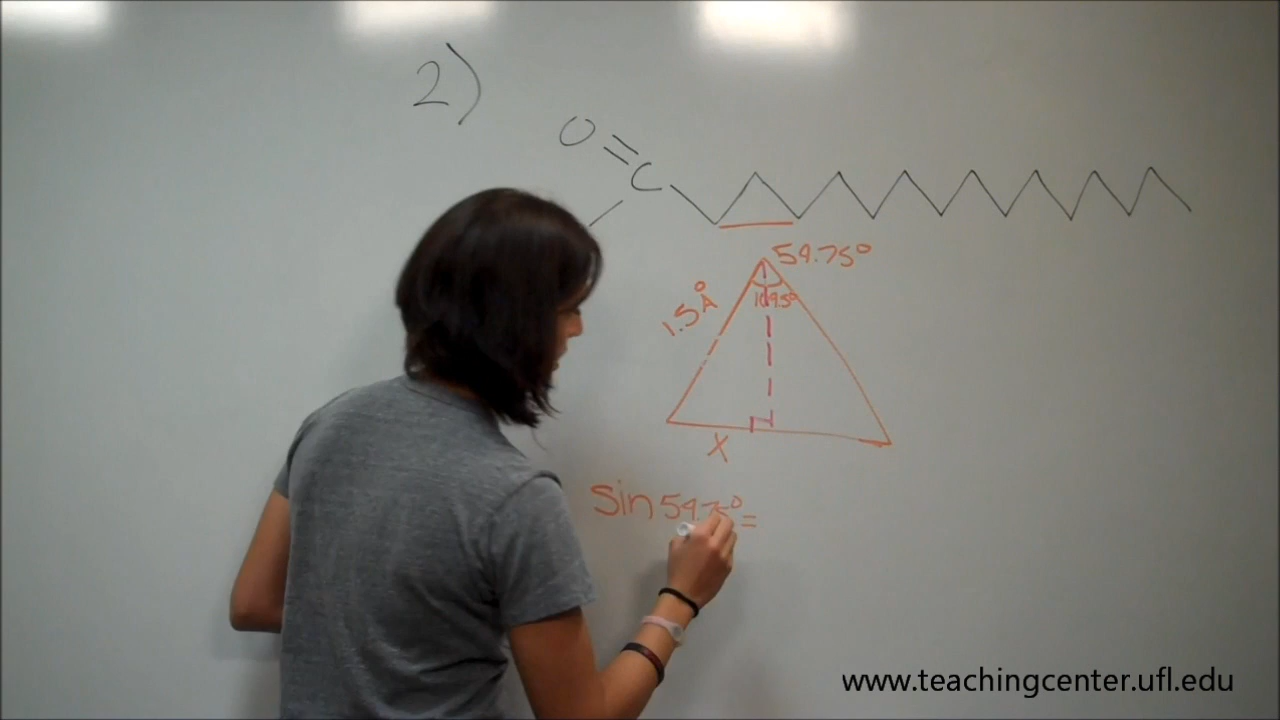 2)
O
C
59.75°
109.5°
1.5Å
X
sin 59.75° =
www.teachingcenter.ufl.edu